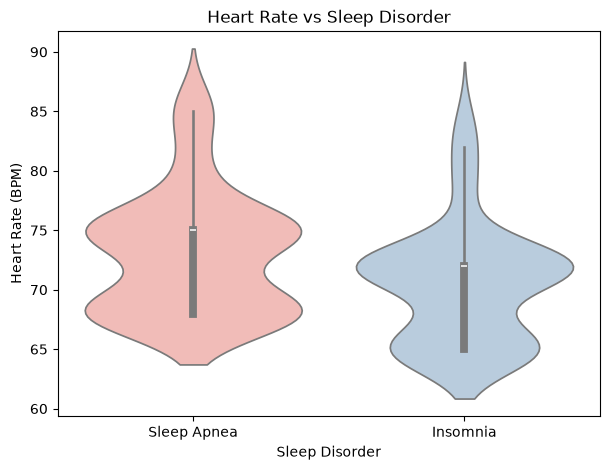 Heart Rate vs Sleep Disorder
90
85
80
75
70
65
60
Heart Rate (BPM)
Sleep Apnea
Insomnia
Sleep Disorder